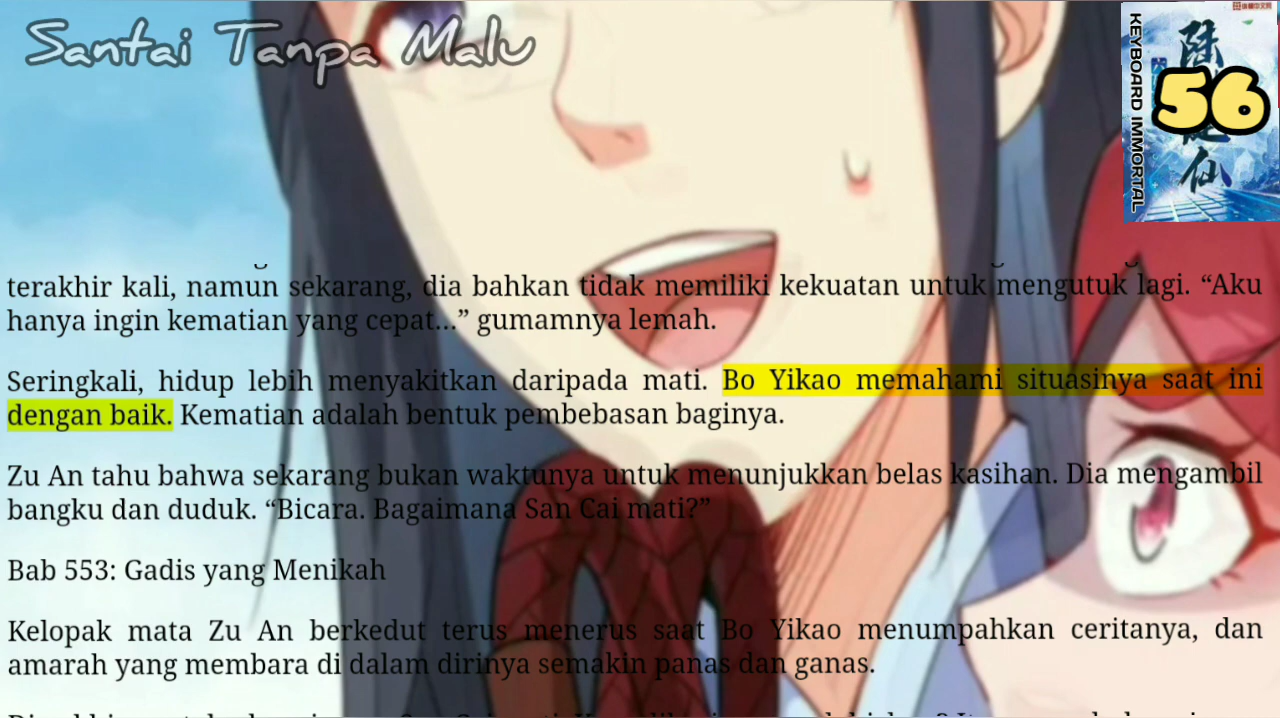 Santai Tanpa Malu
KEYBOARD IMMORTAL
56
terakhir kali, namun sekarang, dia bahkan tidak memiliki kekuatan untuk mengutuk lagi. “Aku
hanya ingin kematian yang cepat...” gumamnya lemah.
Seringkali, hidup lebih menyakitkan daripada mati. Bo Yikao memahami situasinya saat ini
dengan baik. Kematian adalah bentuk pembebasan baginya.
Zu An tahu bahwa sekarang bukan waktunya untuk menunjukkan belas kasihan. Dia mengambil
bangku dan duduk. “Bicara. Bagaimana San Cai mati?”
Bab 553: Gadis yang Menikah
Kelopak mata Zu An berkedut terus menerus saat Bo Yikao menumpahkan ceritanya, dan
amarah yang membara di dalam dirinya semakin panas dan ganas.